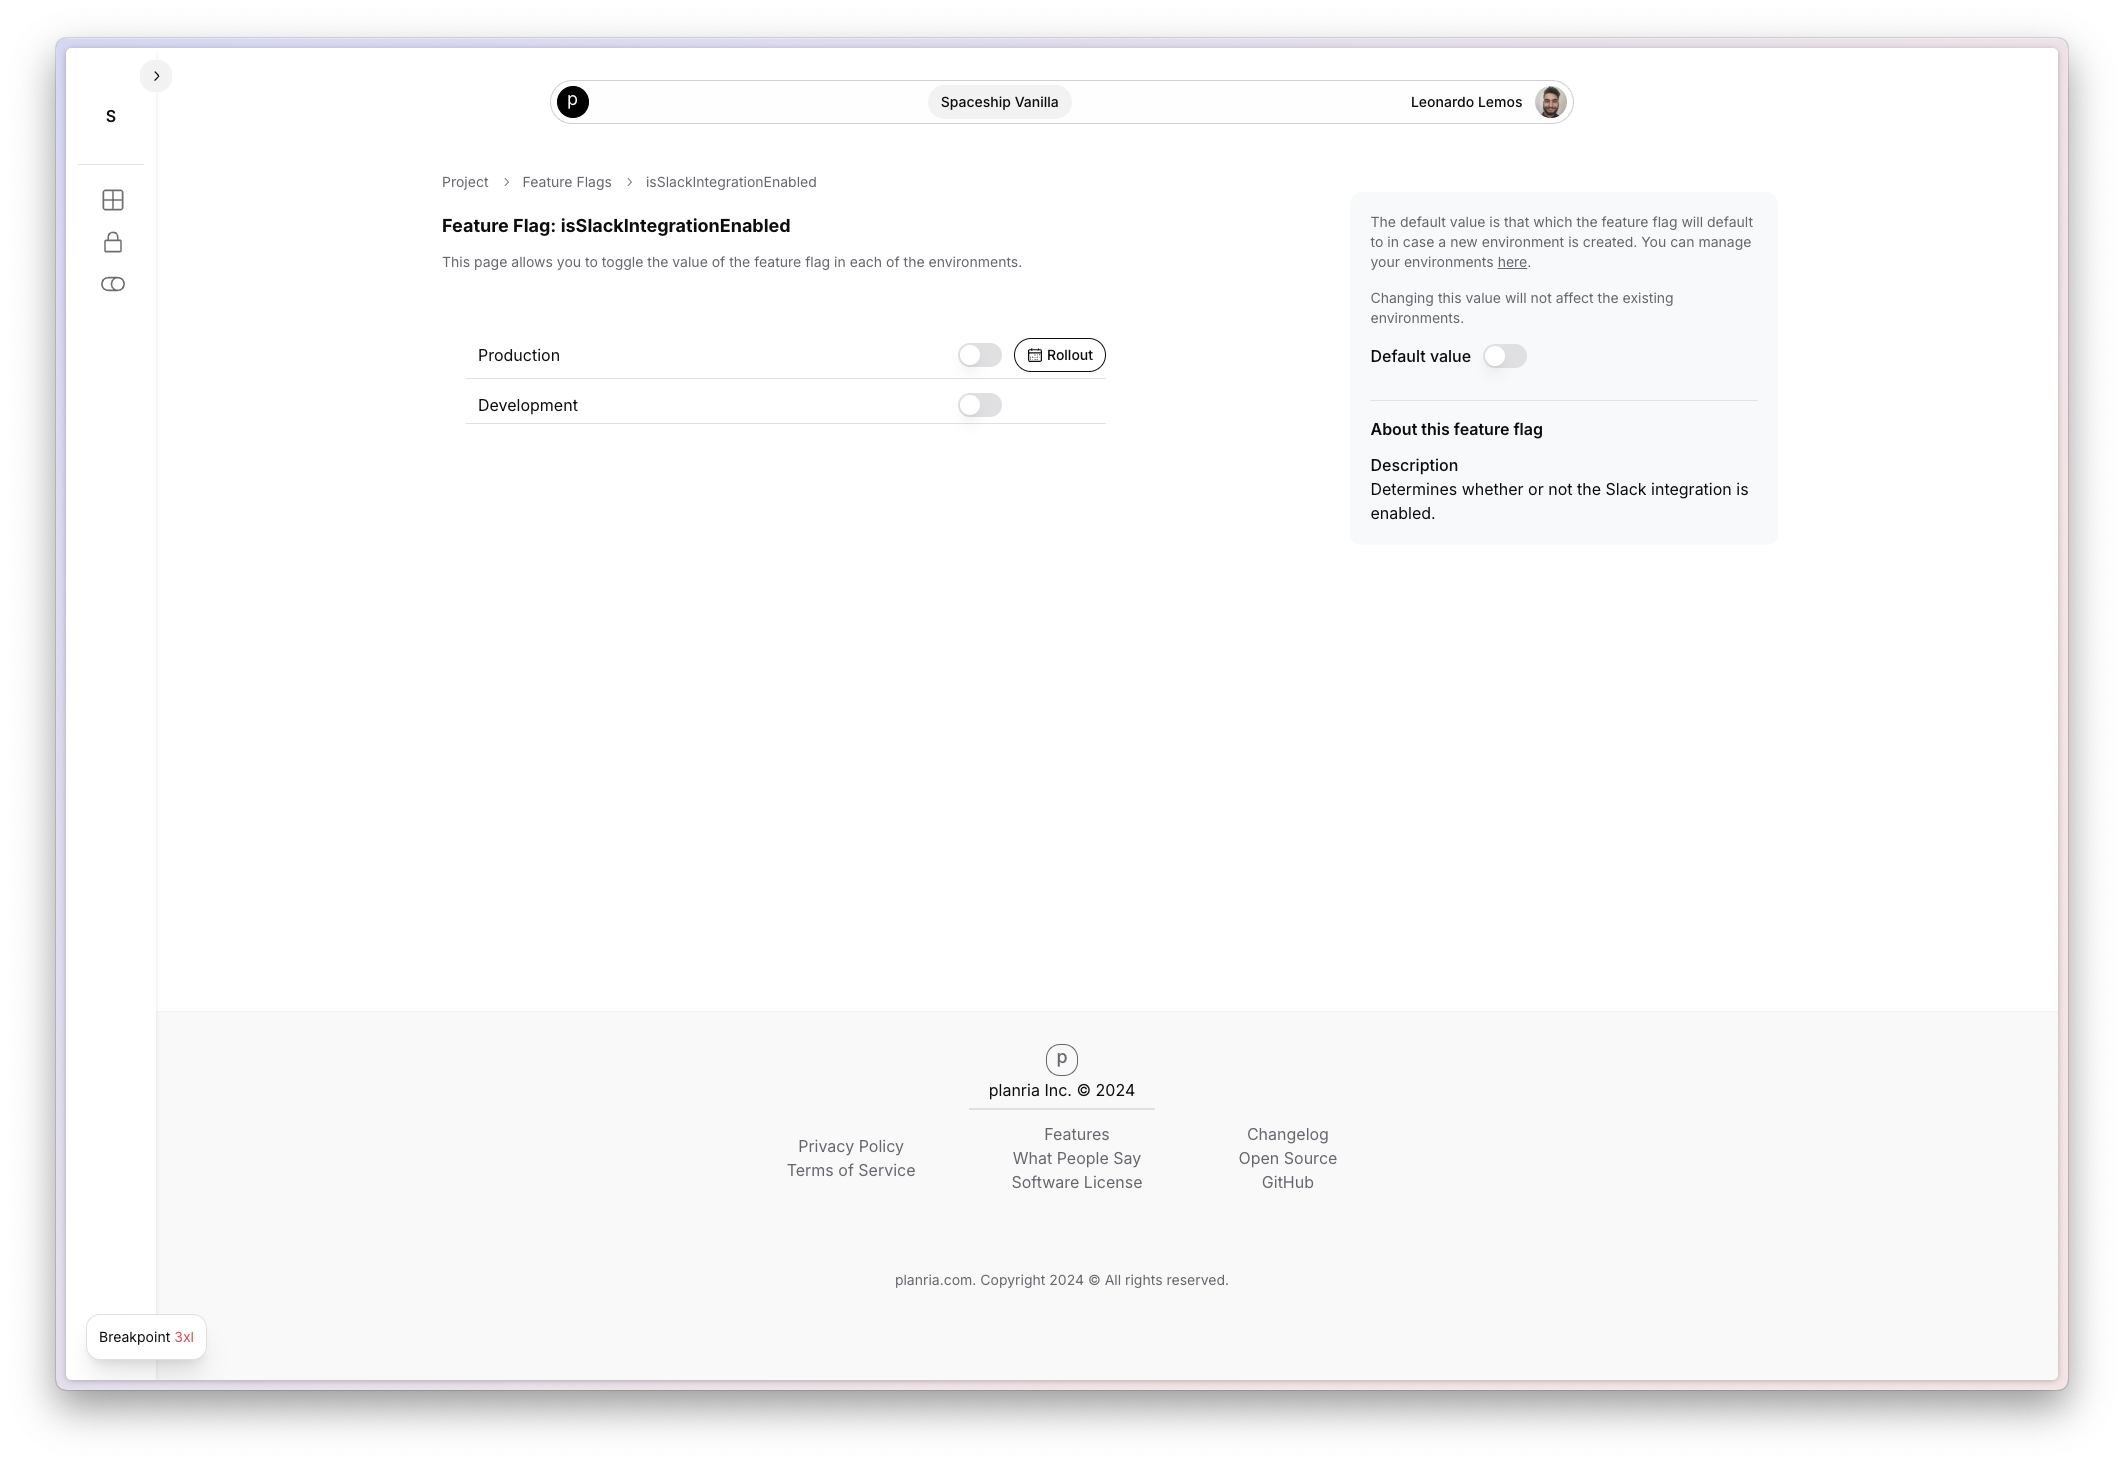 S
p
Spaceship Vanilla
Leonardo Lemos
Project > Feature Flags > isSlackIntegrationEnabled
Feature Flag: isSlackIntegrationEnabled
This page allows you to toggle the value of the feature flag in each of the environments.
Production
Rollout
Development
The default value is that which the feature flag will default
to in case a new environment is created. You can manage
your environments here.
Changing this value will not affect the existing
environments.
Default value
About this feature flag
Description
Determines whether or not the Slack integration is
enabled.
p
planria Inc. © 2024
Privacy Policy
Terms of Service
Features
What People Say
Software License
Changelog
Open Source
GitHub
planria.com. Copyright 2024 © All rights reserved.
Breakpoint 3xl